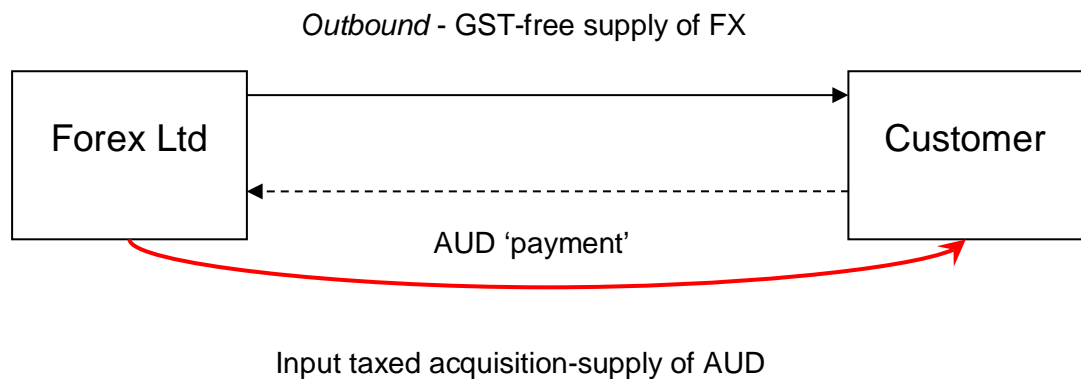 Outbound - GST-free supply of FX
Forex Ltd
Customer
AUD ‘payment’
Input taxed acquisition-supply of AUD